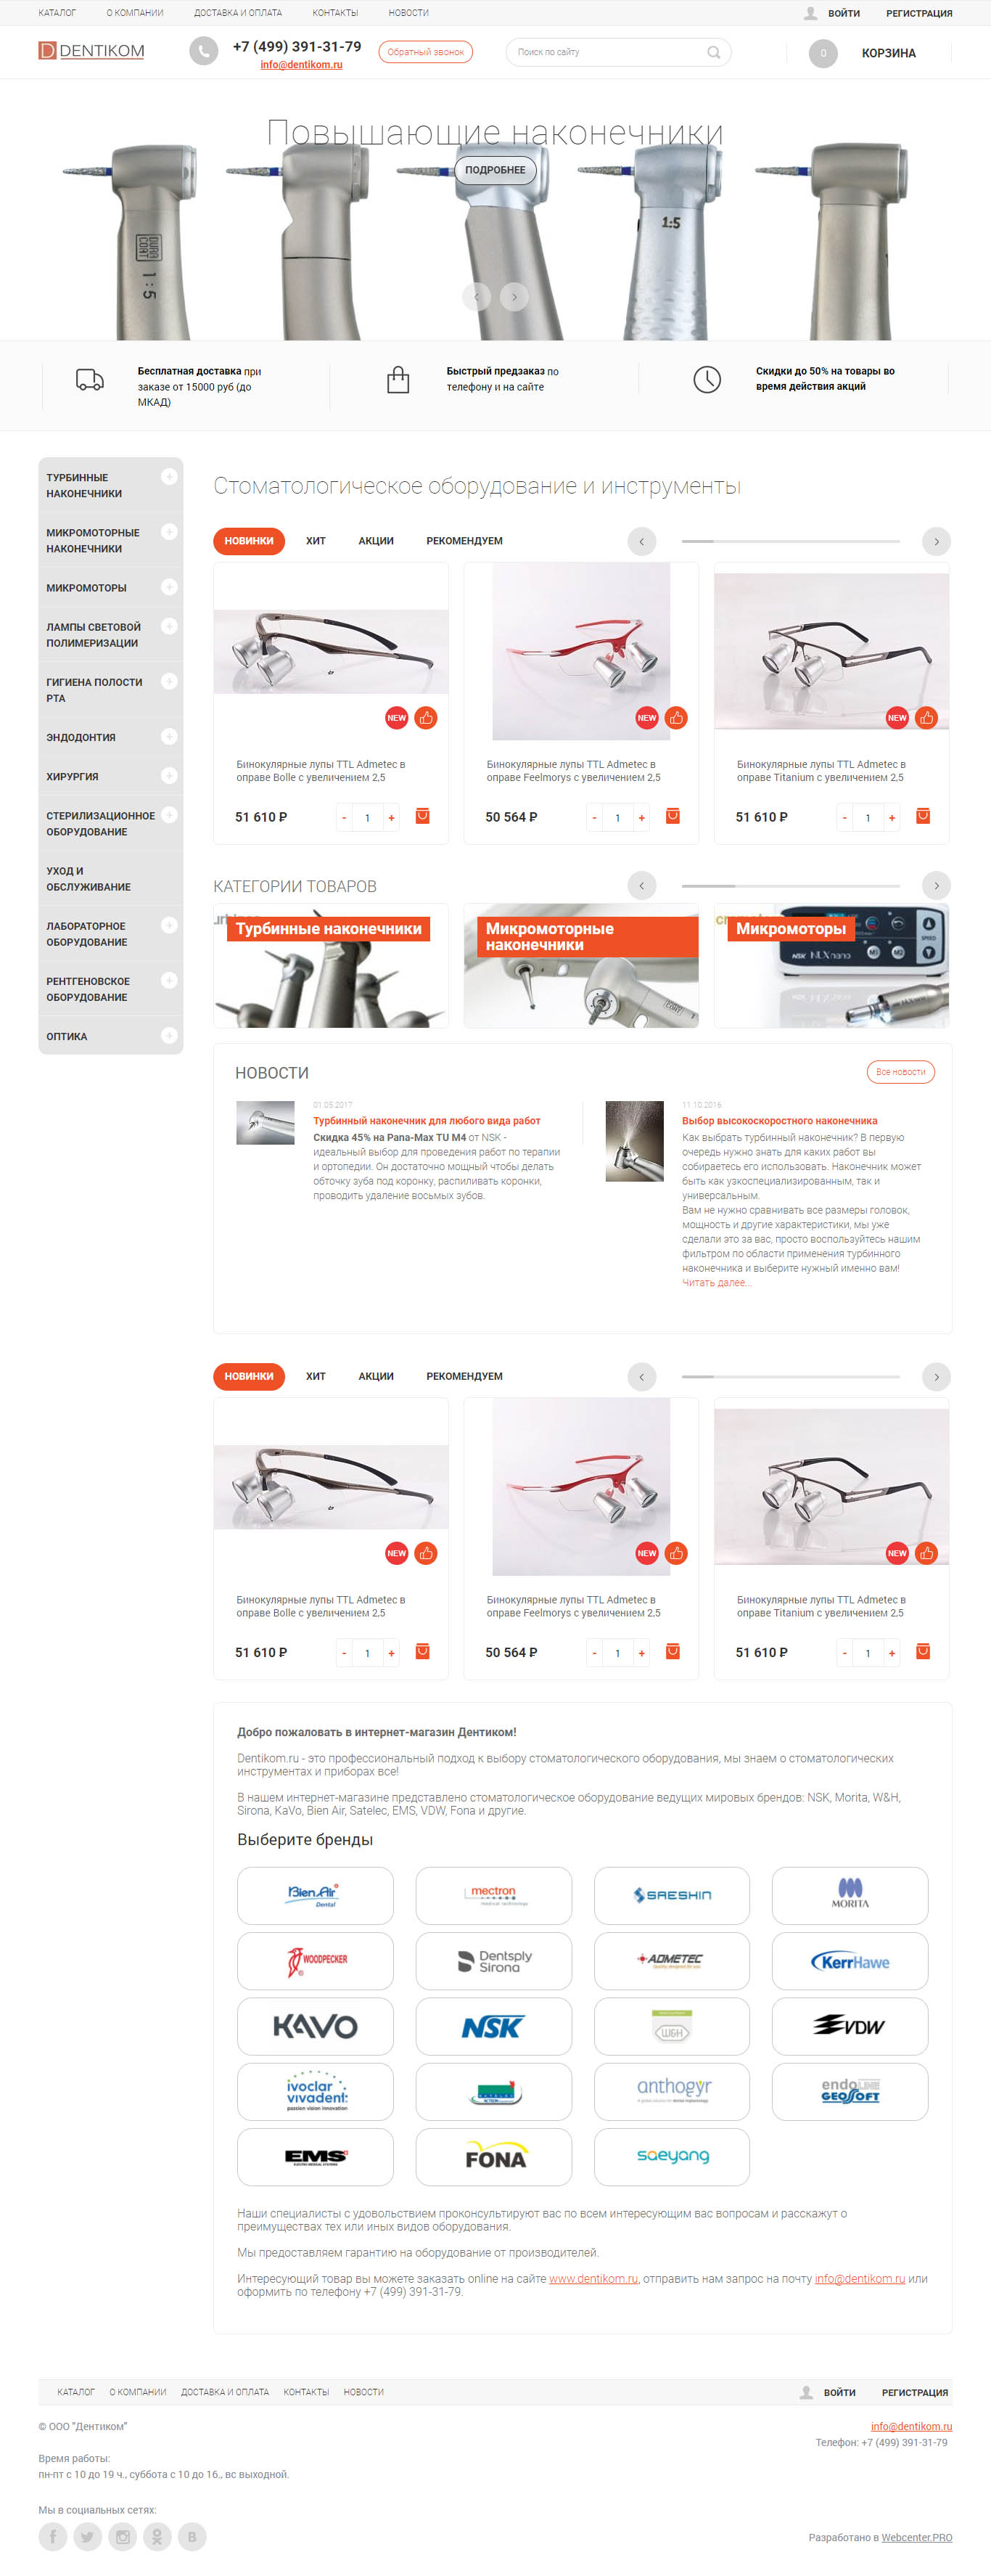 КАТАЛОГ О КОМПАНИИ ДОСТАВКА И ОПЛАТА КОНТАКТЫ НОВОСТИ ВОЙТИ РЕГИСТРАЦИЯ
DENTIKOM
+7 (499) 391-31-79
info@dentikom.ru
Обратный звонок
Поиск по сайту
0 КОРЗИНА
Повышающие наконечники
ПОДРОБНЕЕ
DURA COAT 1:5
1:5
Бесплатная доставка при
заказе от 15000 руб (до
МКАД)
Быстрый предзаказ по
телефону и на сайте
Скидки до 50% на товары во
время действия акций
ТУРБИННЫЕ
НАКОНЕЧНИКИ
МИКРОМОТОРНЫЕ
НАКОНЕЧНИКИ
МИКРОМОТОРЫ
ЛАМПЫ СВЕТОВОЙ
ПОЛИМЕРИЗАЦИИ
ГИГИЕНА ПОЛОСТИ
РТА
ЭНДОДОНТИЯ
ХИРУРГИЯ
СТЕРИЛИЗАЦИОННОЕ
ОБОРУДОВАНИЕ
УХОД И
ОБСЛУЖИВАНИЕ
ЛАБОРАТОРНОЕ
ОБОРУДОВАНИЕ
РЕНТГЕНОВСКОЕ
ОБОРУДОВАНИЕ
ОПТИКА
Стоматологическое оборудование и инструменты
НОВИНКИ ХИТ АКЦИИ РЕКОМЕНДУЕМ
NEW
NEW
NEW
Бинокулярные лупы TTL Admetec в
оправе Bolle с увеличением 2,5
51 610 ₽ - 1 +
Бинокулярные лупы TTL Admetec в
оправе Feelmorys с увеличением 2,5
50 564 ₽ - 1 +
Бинокулярные лупы TTL Admetec в
оправе Titanium с увеличением 2,5
51 610 ₽ - 1 +
КАТЕГОРИИ ТОВАРОВ
Турбинные наконечники
Микромоторные
наконечники
Микромоторы
NSK NLX nano
SPEED
НОВОСТИ
Все новости
01.05.2017
Турбинный наконечник для любого вида работ
Скидка 45% на Pana-Max TU M4 от NSK -
идеальный выбор для проведения работ по терапии
и ортопедии. Он достаточно мощный чтобы делать
обточку зуба под коронку, распиливать коронки,
проводить удаление восьмых зубов.
11.10.2016
Выбор высокоскоростного наконечника
Как выбрать турбинный наконечник? В первую
очередь нужно знать для каких работ вы
собираетесь его использовать. Наконечник может
быть как узкоспециализированным, так и
универсальным.
Вам не нужно сравнивать все размеры головок,
мощность и другие характеристики, мы уже
сделали это за вас, просто воспользуйтесь нашим
фильтром по области применения турбинного
наконечника и выберите нужный именно вам!
Читать далее...
НОВИНКИ ХИТ АКЦИИ РЕКОМЕНДУЕМ
NEW
NEW
NEW
Бинокулярные лупы TTL Admetec в
оправе Bolle с увеличением 2,5
51 610 ₽ - 1 +
Бинокулярные лупы TTL Admetec в
оправе Feelmorys с увеличением 2,5
50 564 ₽ - 1 +
Бинокулярные лупы TTL Admetec в
оправе Titanium с увеличением 2,5
51 610 ₽ - 1 +
Добро пожаловать в интернет-магазин Дентиком!
Dentikom.ru - это профессиональный подход к выбору стоматологического оборудования, мы знаем о стоматологических
инструментах и приборах все!
В нашем интернет-магазине представлено стоматологическое оборудование ведущих мировых брендов: NSK, Morita, W&H,
Sirona, KaVo, Bien Air, Satelec, EMS, VDW, Fona и другие.
Выберите бренды
Bien Air Dental
mectron medical technology
SAESHIN
MORITA
WOODPECKER
Dentsply
Sirona
ADMETEC
KerrHawe
KAVO
NSK
W&H
VDW
ivoclar
vivadent
passion vision innovation
anthogyr
endoLINE
GEOSOFT
EMS
ELECTRO MEDICAL SYSTEMS
FONA
saeyang
Наши специалисты с удовольствием проконсультируют вас по всем интересующим вас вопросам и расскажут о
преимуществах тех или иных видов оборудования.
Мы предоставляем гарантию на оборудование от производителей.
Интересующий товар вы можете заказать online на сайте www.dentikom.ru, отправить нам запрос на почту info@dentikom.ru или
оформить по телефону +7 (499) 391-31-79.
КАТАЛОГ О КОМПАНИИ ДОСТАВКА И ОПЛАТА КОНТАКТЫ НОВОСТИ ВОЙТИ РЕГИСТРАЦИЯ
© ООО "Дентиком"
info@dentikom.ru
Телефон: +7 (499) 391-31-79
Время работы:
пн-пт с 10 до 19 ч., суббота с 10 до 16., вс выходной.
Мы в социальных сетях:
Разработано в Webcenter.PRO